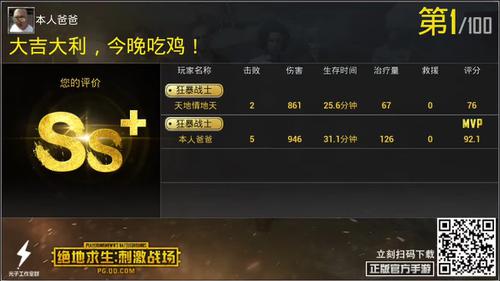 本人爸爸
第1/100
大吉大利，今晚吃鸡！
您的评价
SS+
玩家名称 击败 伤害 生存时间 治疗量 救援 评分
狂暴战士
天地情地天 2 861 25.6分钟 67 0 76
狂暴战士 MVP
本人爸爸 5 946 31.1分钟 126 0 92.1
光子工作室群
PLAYERUNKNOWN'S BATTLEGROUNDS
绝地求生:刺激战场
PG.QQ.COM
立刻扫码下载
正版官方手游